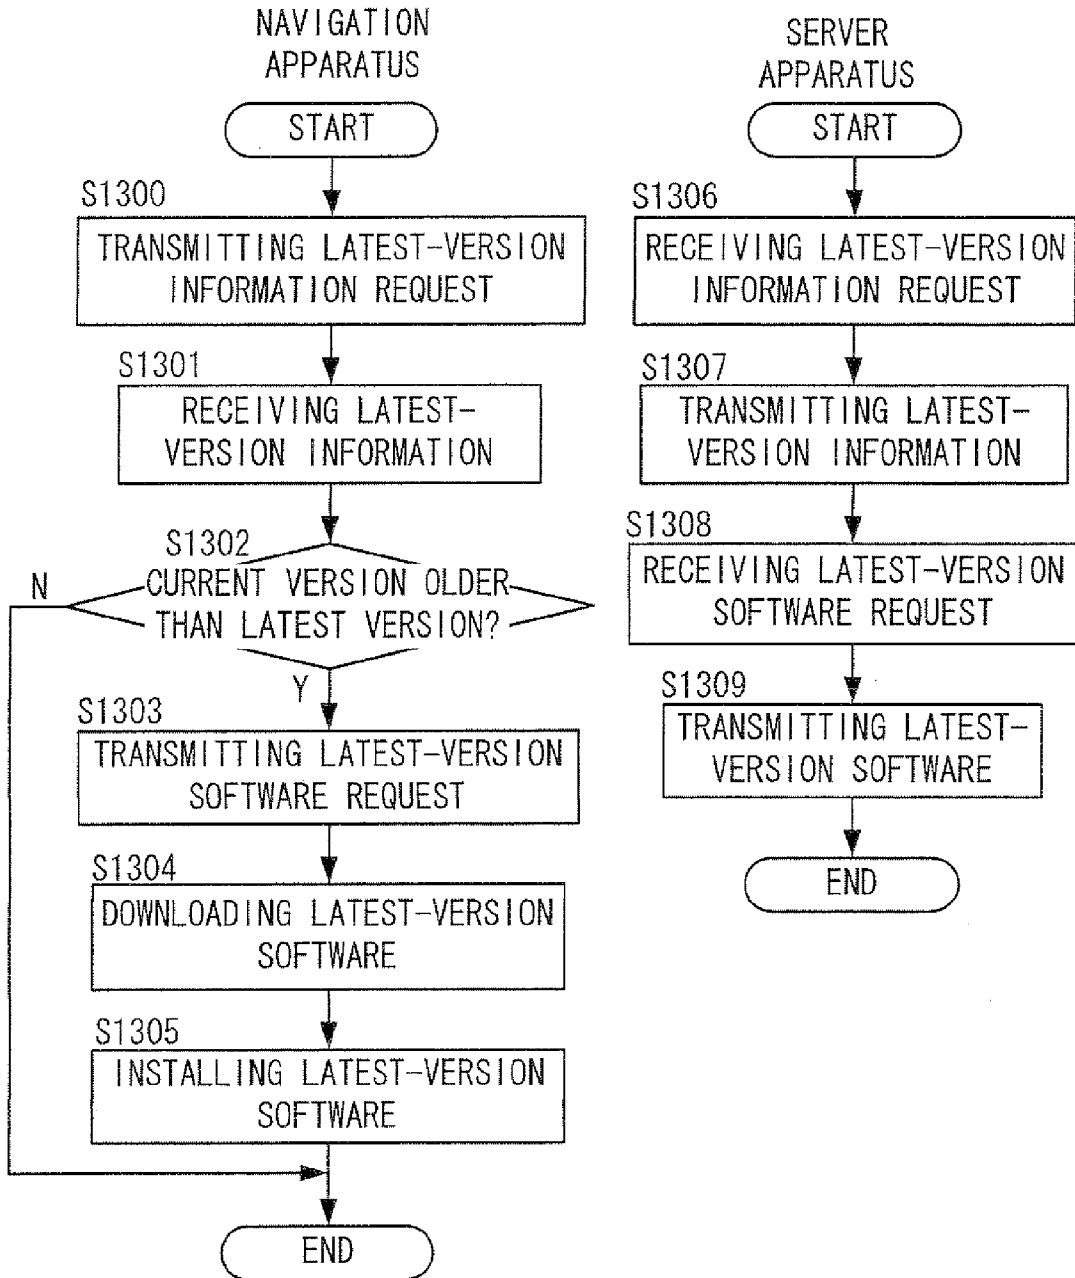 NAVIGATION
APPARATUS
START
S1300
TRANSMITTING LATEST-VERSION
INFORMATION REQUEST
S1301
RECEIVING LATEST-
VERSION INFORMATION
S1302
CURRENT VERSION OLDER
THAN LATEST VERSION?
N
Y
S1303
TRANSMITTING LATEST-VERSION
SOFTWARE REQUEST
S1304
DOWNLOADING LATEST-VERSION
SOFTWARE
S1305
INSTALLING LATEST-VERSION
SOFTWARE
END
SERVER
APPARATUS
START
S1306
RECEIVING LATEST-VERSION
INFORMATION REQUEST
S1307
TRANSMITTING LATEST-
VERSION INFORMATION
S1308
RECEIVING LATEST-VERSION
SOFTWARE REQUEST
S1309
TRANSMITTING LATEST-
VERSION SOFTWARE
END